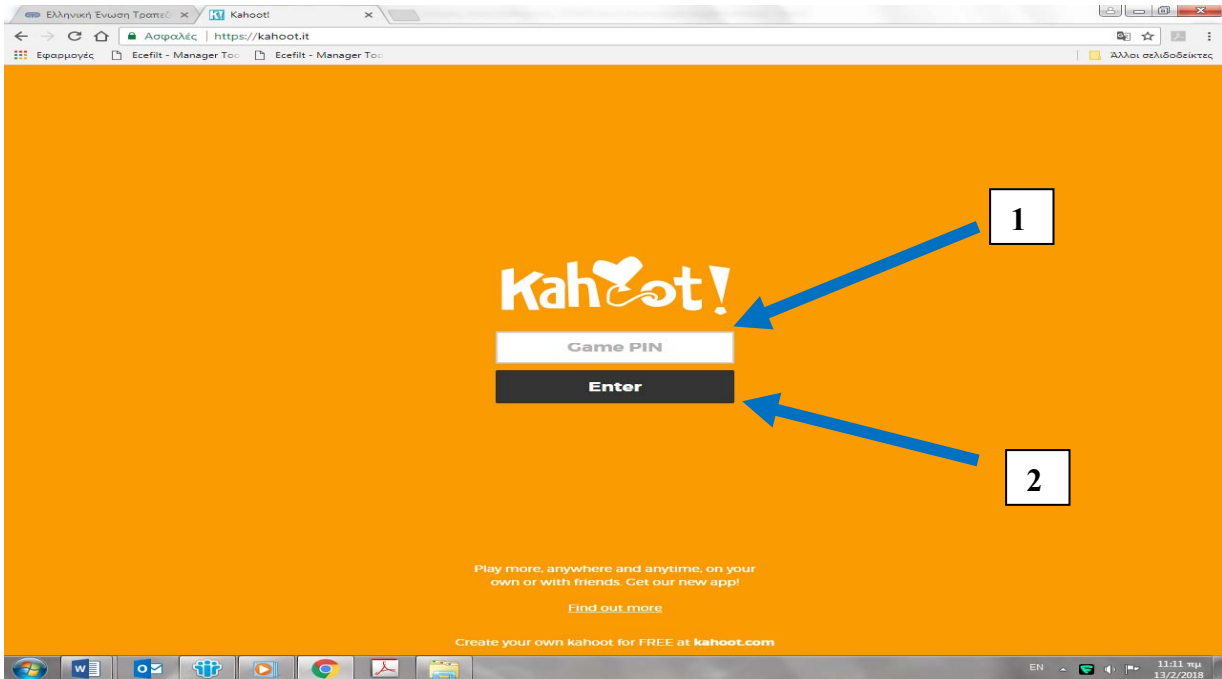 Ελληνική Ένωση Τραπεζ
Kahoot!
Ασφαλές | https://kahoot.it
Εφαρμογές
Ecefilt - Manager Too
Ecefilt - Manager Too
Άλλοι σελιδοδείκτες
1
Kahoot!
Game PIN
Enter
2
Play more, anywhere and anytime, on your
own or with friends. Get our new app!
Find out more
Create your own kahoot for FREE at kahoot.com
EN
11:11 πμ
13/2/2018